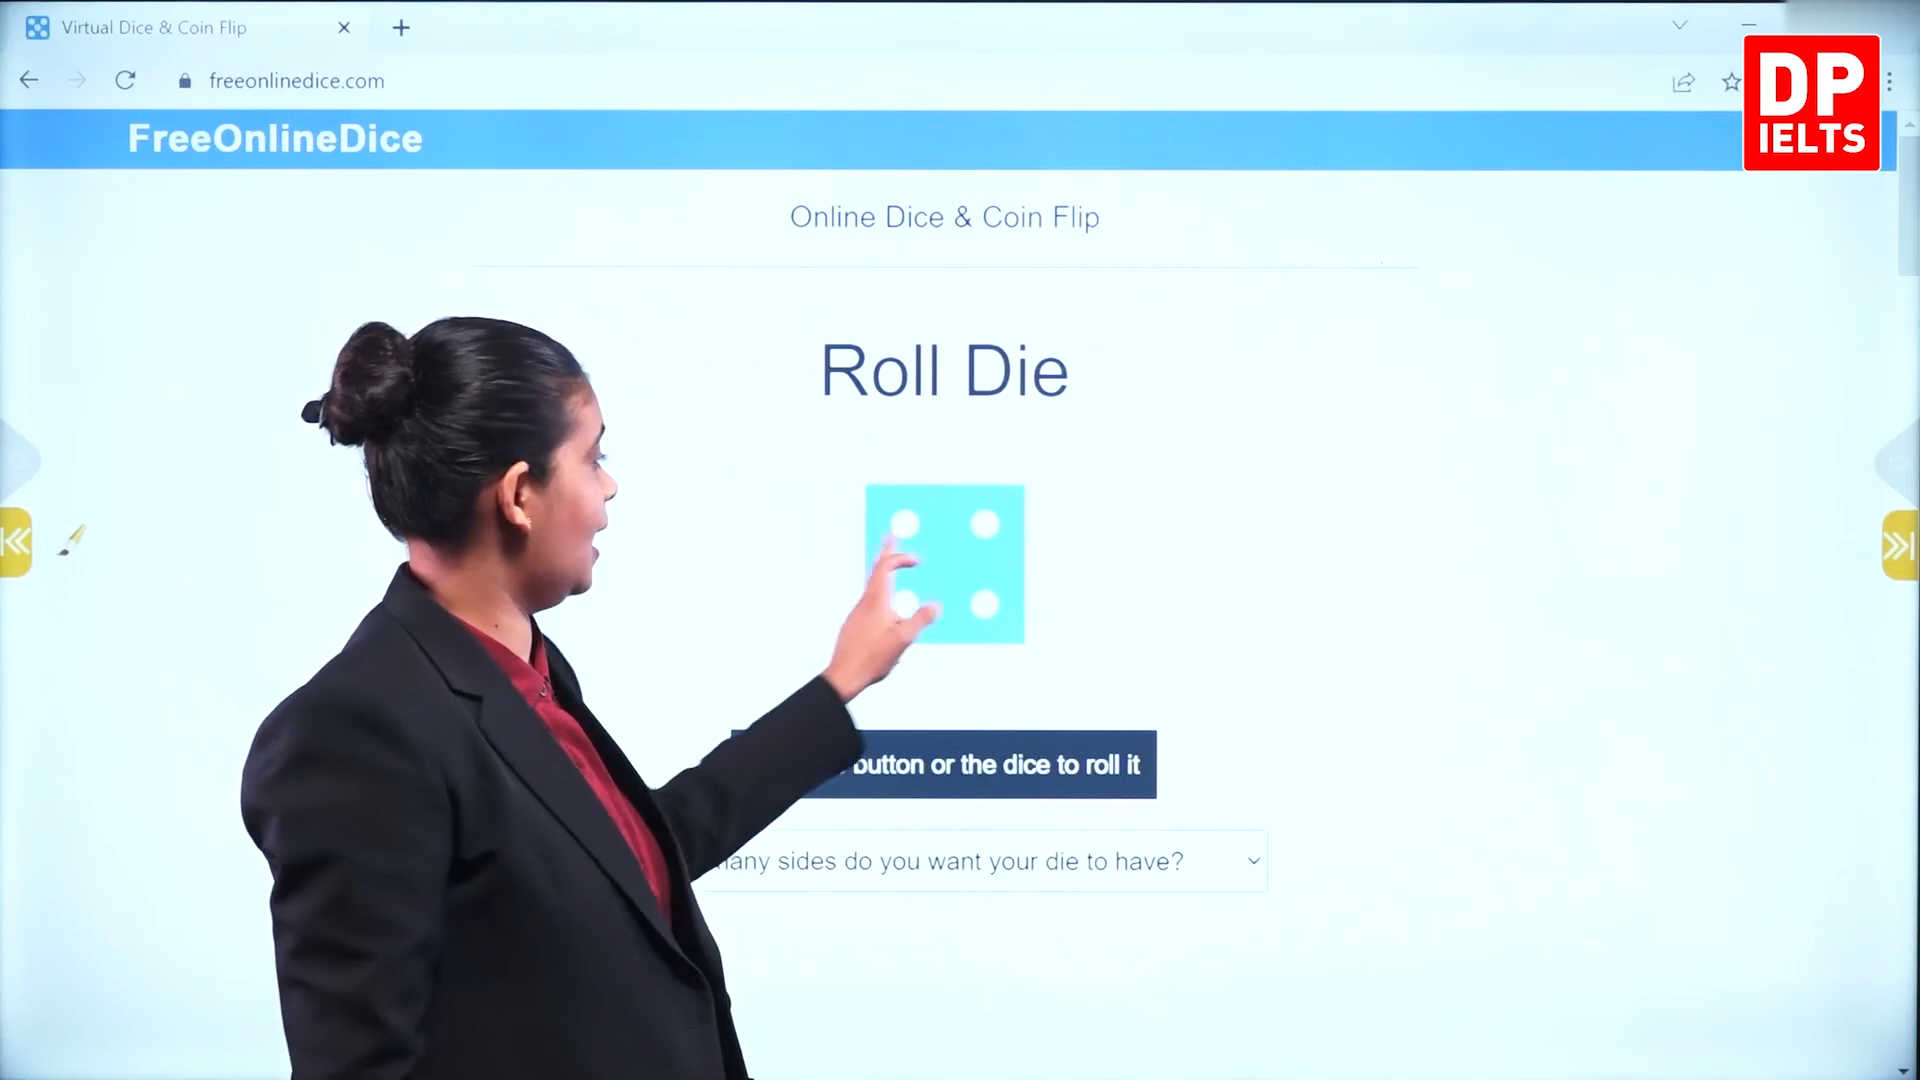 Virtual Dice & Coin Flip
freeonlinedice.com
DP
IELTS
FreeOnlineDice
Online Dice & Coin Flip
Roll Die
button or the dice to roll it
many sides do you want your die to have?